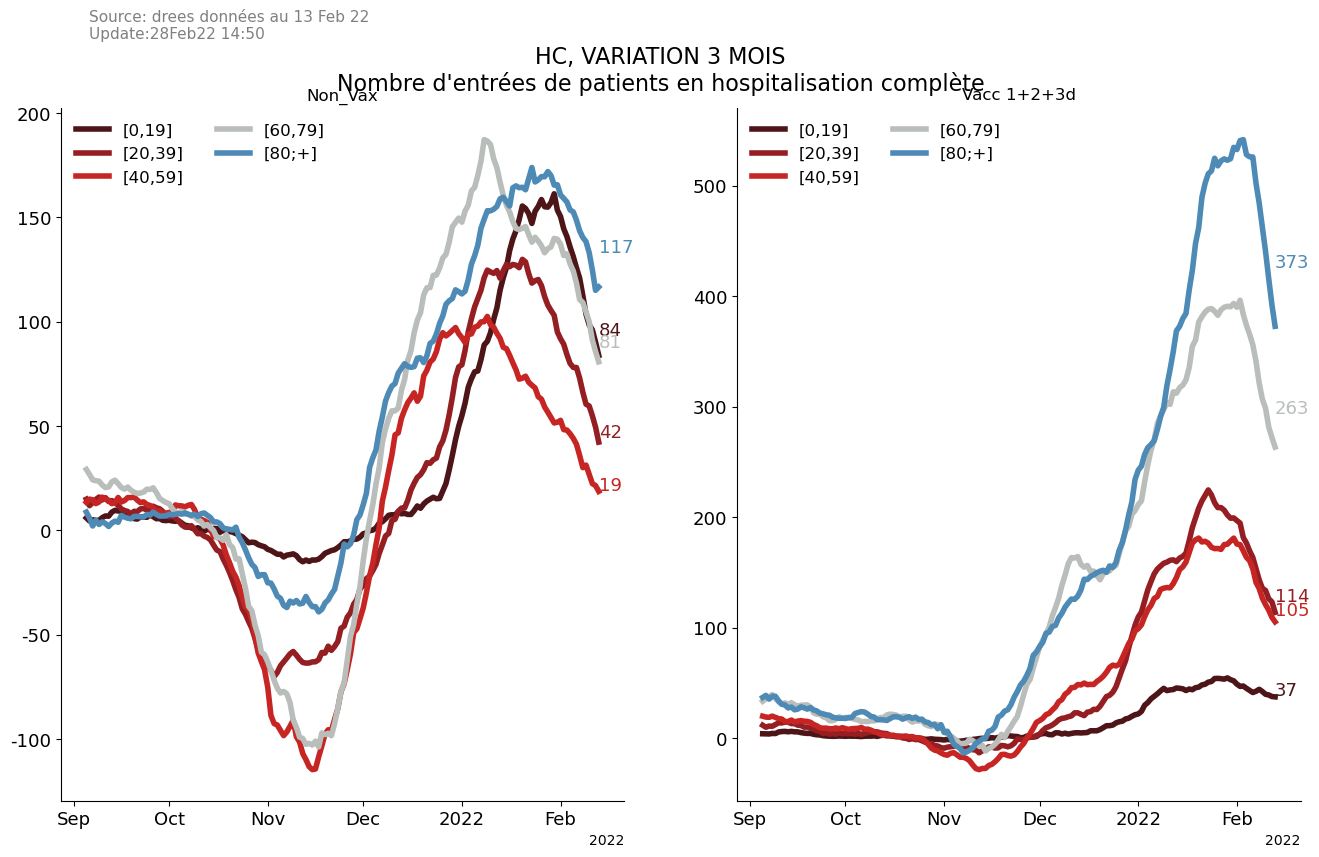 Source: drees données au 13 Feb 22
Update:28Feb22 14:50
HC, VARIATION 3 MOIS
Nombre d'entrées de patients en hospitalisation complète
Non_Vax
[0,19]
[20,39]
[40,59]
[60,79]
[80;+]
200
150
100
50
0
-50
-100
117
84
81
42
19
Sep
Oct
Nov
Dec
2022
Feb
2022
Vacc 1+2+3d
[0,19]
[20,39]
[40,59]
[60,79]
[80;+]
500
400
300
200
100
0
373
263
114
105
37
Sep
Oct
Nov
Dec
2022
Feb
2022